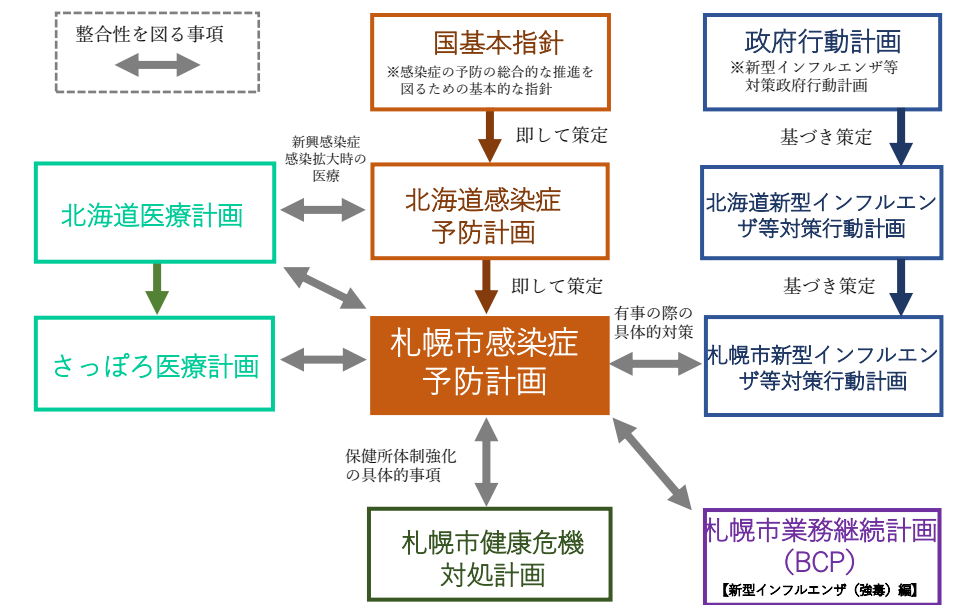 整合性を図る事項
国基本指針
※感染症の予防の総合的な推進を
図るための基本的な指針
政府行動計画
※新型インフルエンザ等
対策政府行動計画
即して策定
基づき策定
新興感染症
感染拡大時の
医療
北海道医療計画
北海道感染症
予防計画
北海道新型インフルエン
ザ等対策行動計画
即して策定
基づき策定
有事の際の
具体的対策
さっぽろ医療計画
札幌市感染症
予防計画
札幌市新型インフルエン
ザ等対策行動計画
保健所体制強化
の具体的事項
札幌市健康危機
対処計画
札幌市業務継続計画
（BCP）
【新型インフルエンザ（強毒）編】